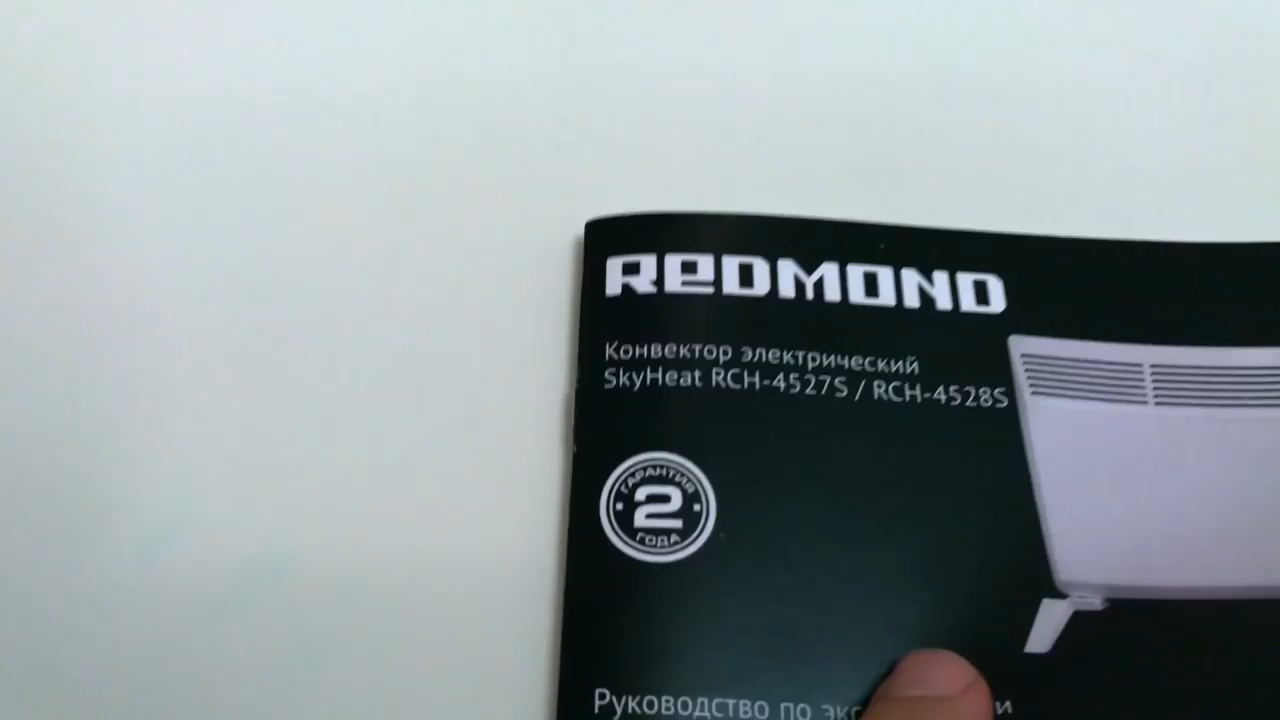 REDMOND
Конвектор электрический
SkyHeat RCH-4527S / RCH-4528S
ГАРАНТИЯ
2
ГОДА
Руководство по